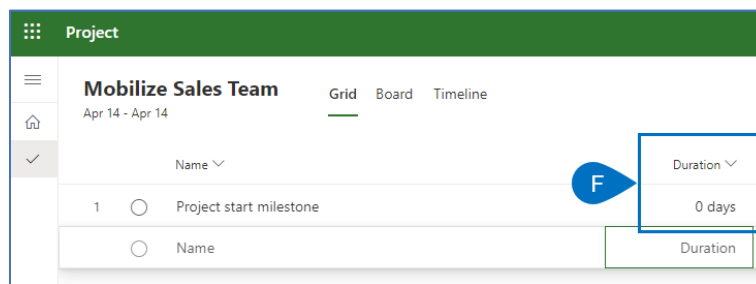 Project
Mobilize Sales Team
Grid Board Timeline
Apr 14 - Apr 14
Name Duration
F
1 Project start milestone 0 days
Name Duration